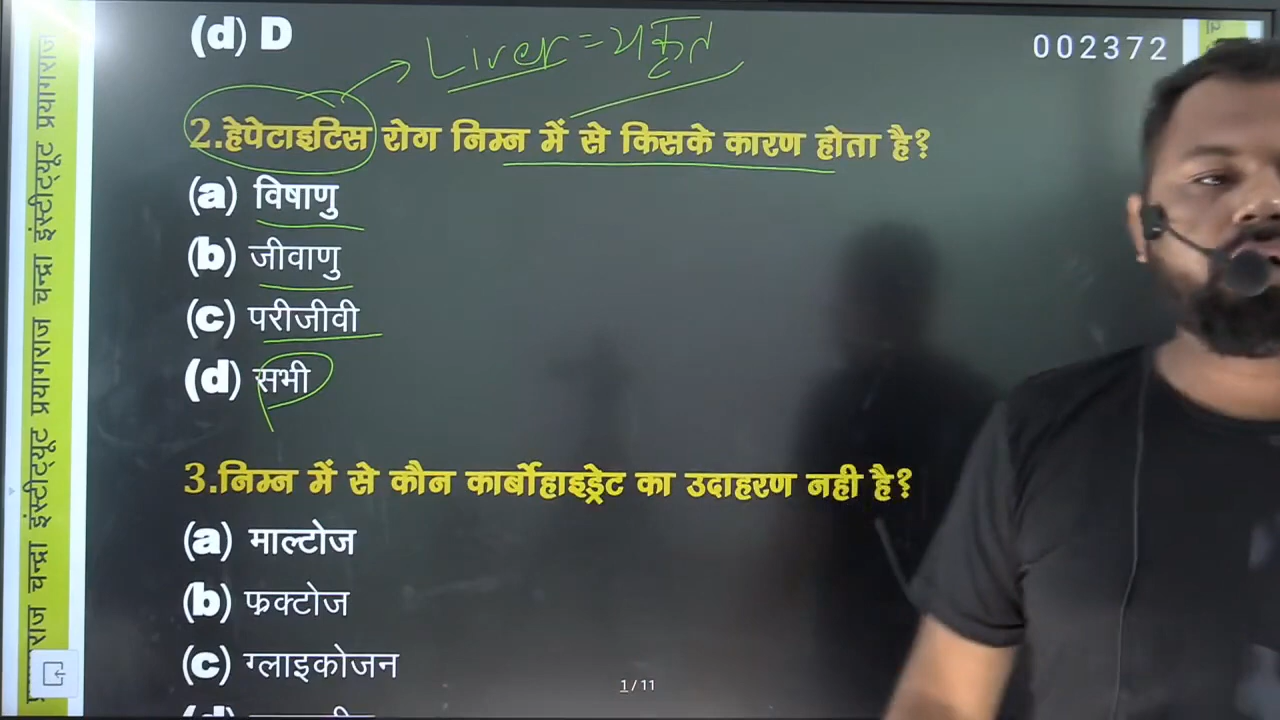 (d) D
Liver = यकृत
002372
2.हेपेटाइटिस रोग निम्न में से किसके कारण होता है?
(a) विषाणु
(b) जीवाणु
(c) परीजीवी
(d) सभी
3.निम्न में से कौन कार्बोहाइड्रेट का उदाहरण नही है?
(a) माल्टोज
(b) फ्रक्टोज
(c) ग्लाइकोजन
(d)
1/11
चन्द्रा इंस्टीट्यूट प्रयागराज चन्द्रा इंस्टीट्यूट प्रयागराज